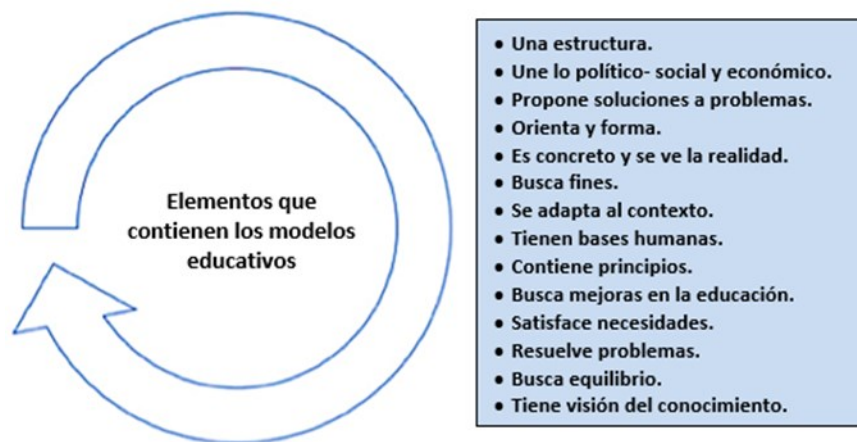 Elementos que
contienen los modelos
educativos
• Una estructura.
• Une lo político- social y económico.
• Propone soluciones a problemas.
• Orienta y forma.
• Es concreto y se ve la realidad.
• Busca fines.
• Se adapta al contexto.
• Tienen bases humanas.
• Contiene principios.
• Busca mejoras en la educación.
• Satisface necesidades.
• Resuelve problemas.
• Busca equilibrio.
• Tiene visión del conocimiento.